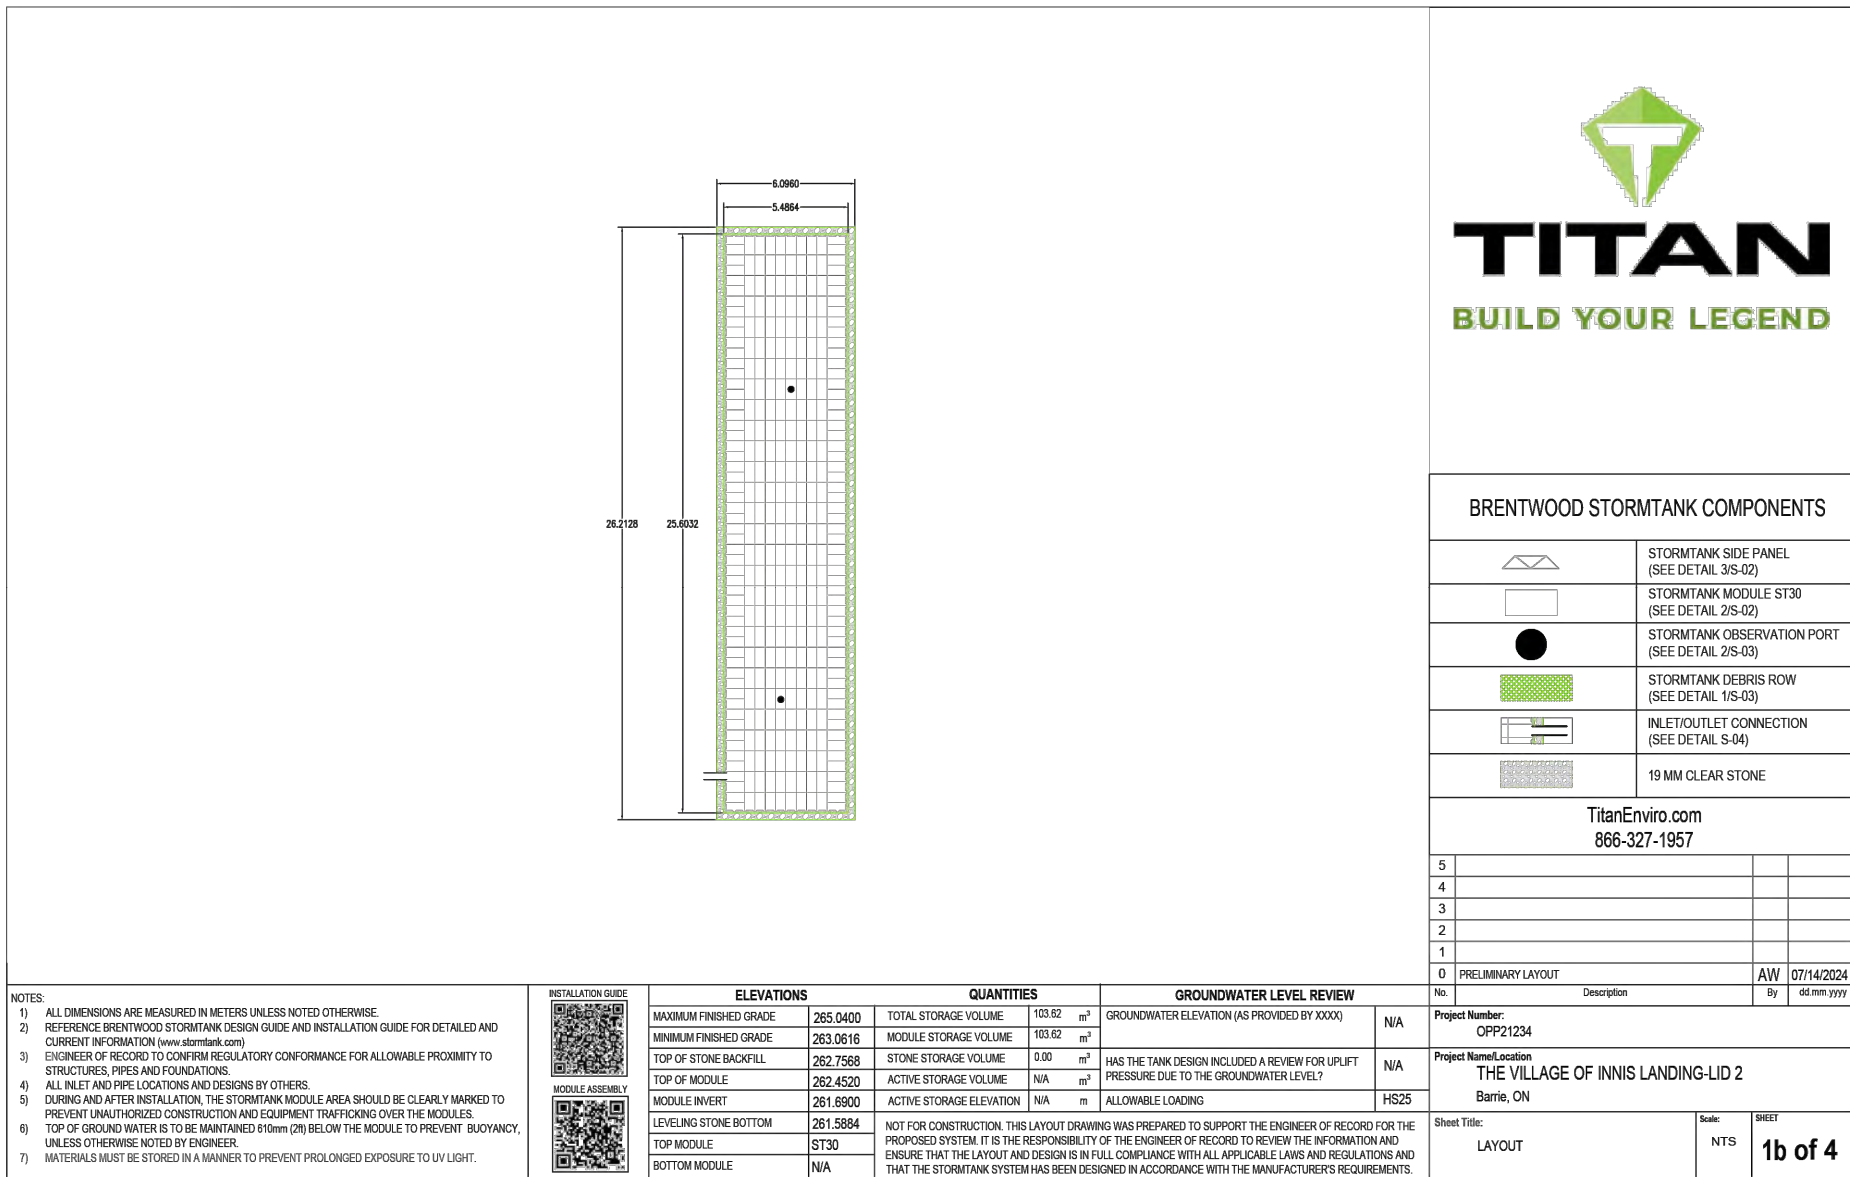 6.0960
5.4864
26.2128
25.6032
TITAN
BUILD YOUR LEGEND
BRENTWOOD STORMTANK COMPONENTS
STORMTANK SIDE PANEL
(SEE DETAIL 3/S-02)
STORMTANK MODULE ST30
(SEE DETAIL 2/S-02)
STORMTANK OBSERVATION PORT
(SEE DETAIL 2/S-03)
STORMTANK DEBRIS ROW
(SEE DETAIL 1/S-03)
INLET/OUTLET CONNECTION
(SEE DETAIL S-04)
19 MM CLEAR STONE
TitanEnviro.com
866-327-1957
5
4
3
2
1
0 PRELIMINARY LAYOUT AW 07/14/2024
No. Description By dd.mm.yyyy
Project Number:
OPP21234
Project Name/Location
THE VILLAGE OF INNIS LANDING-LID 2
Barrie, ON
Sheet Title:
LAYOUT
Scale:
NTS
SHEET
1b of 4
NOTES:
1) ALL DIMENSIONS ARE MEASURED IN METERS UNLESS NOTED OTHERWISE.
2) REFERENCE BRENTWOOD STORMTANK DESIGN GUIDE AND INSTALLATION GUIDE FOR DETAILED AND
CURRENT INFORMATION (www.stormtank.com)
3) ENGINEER OF RECORD TO CONFIRM REGULATORY CONFORMANCE FOR ALLOWABLE PROXIMITY TO
STRUCTURES, PIPES AND FOUNDATIONS.
4) ALL INLET AND PIPE LOCATIONS AND DESIGNS BY OTHERS.
5) DURING AND AFTER INSTALLATION, THE STORMTANK MODULE AREA SHOULD BE CLEARLY MARKED TO
PREVENT UNAUTHORIZED CONSTRUCTION AND EQUIPMENT TRAFFICKING OVER THE MODULES.
6) TOP OF GROUND WATER IS TO BE MAINTAINED 610mm (2ft) BELOW THE MODULE TO PREVENT BUOYANCY,
UNLESS OTHERWISE NOTED BY ENGINEER.
7) MATERIALS MUST BE STORED IN A MANNER TO PREVENT PROLONGED EXPOSURE TO UV LIGHT.
INSTALLATION GUIDE
MODULE ASSEMBLY
ELEVATIONS
MAXIMUM FINISHED GRADE 265.0400
MINIMUM FINISHED GRADE 263.0616
TOP OF STONE BACKFILL 262.7568
TOP OF MODULE 262.4520
MODULE INVERT 261.6900
LEVELING STONE BOTTOM 261.5884
TOP MODULE ST30
BOTTOM MODULE N/A
QUANTITIES
TOTAL STORAGE VOLUME 103.62 m³
MODULE STORAGE VOLUME 103.62 m³
STONE STORAGE VOLUME 0.00 m³
ACTIVE STORAGE VOLUME N/A m³
ACTIVE STORAGE ELEVATION N/A m
GROUNDWATER LEVEL REVIEW
GROUNDWATER ELEVATION (AS PROVIDED BY XXXX) N/A
HAS THE TANK DESIGN INCLUDED A REVIEW FOR UPLIFT
PRESSURE DUE TO THE GROUNDWATER LEVEL? N/A
ALLOWABLE LOADING HS25
NOT FOR CONSTRUCTION. THIS LAYOUT DRAWING WAS PREPARED TO SUPPORT THE ENGINEER OF RECORD FOR THE
PROPOSED SYSTEM. IT IS THE RESPONSIBILITY OF THE ENGINEER OF RECORD TO REVIEW THE INFORMATION AND
ENSURE THAT THE LAYOUT AND DESIGN IS IN FULL COMPLIANCE WITH ALL APPLICABLE LAWS AND REGULATIONS AND
THAT THE STORMTANK SYSTEM HAS BEEN DESIGNED IN ACCORDANCE WITH THE MANUFACTURER'S REQUIREMENTS.